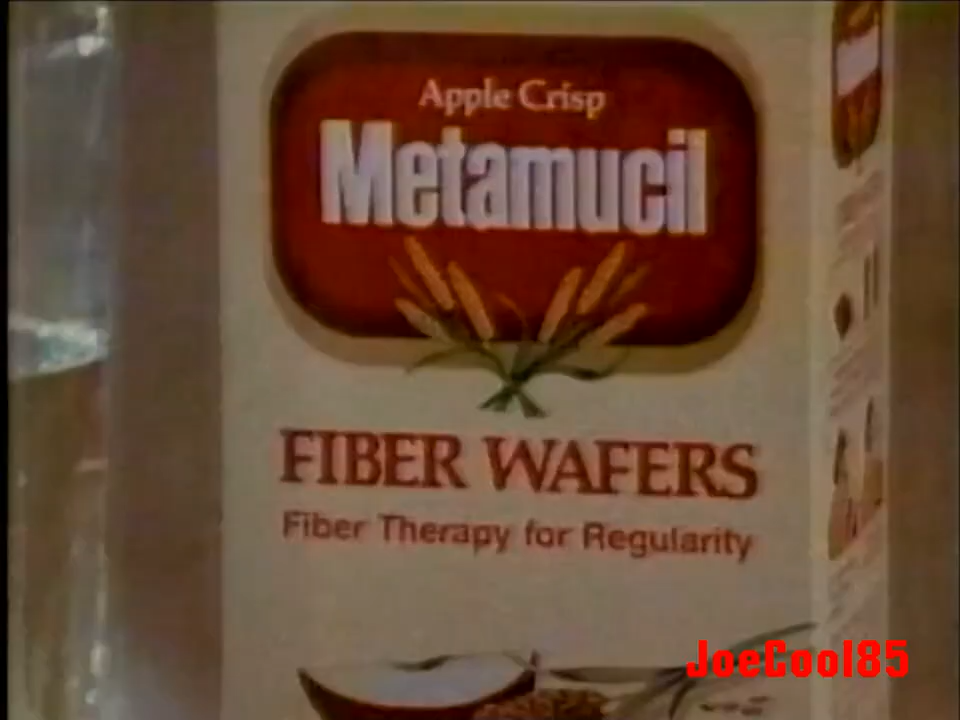 Apple Crisp
Metamucil
FIBER WAFERS
Fiber Therapy for Regularity
JoeCool85